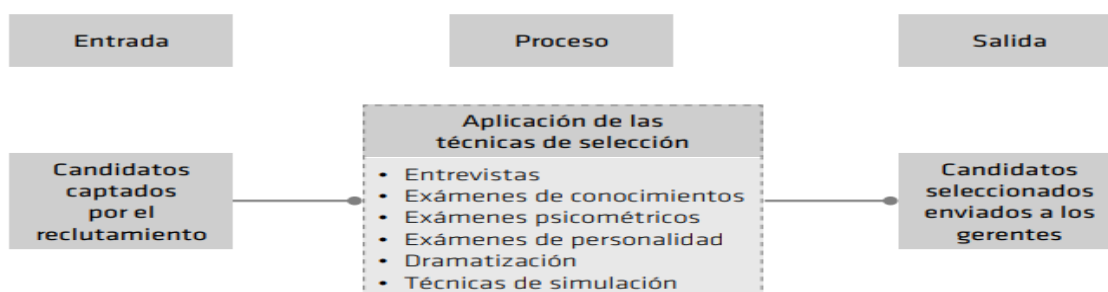 Entrada
Proceso
Salida
Candidatos
captados
por el
reclutamiento
Aplicación de las
técnicas de selección
• Entrevistas
• Exámenes de conocimientos
• Exámenes psicométricos
• Exámenes de personalidad
• Dramatización
• Técnicas de simulación
Candidatos
seleccionados
enviados a los
gerentes